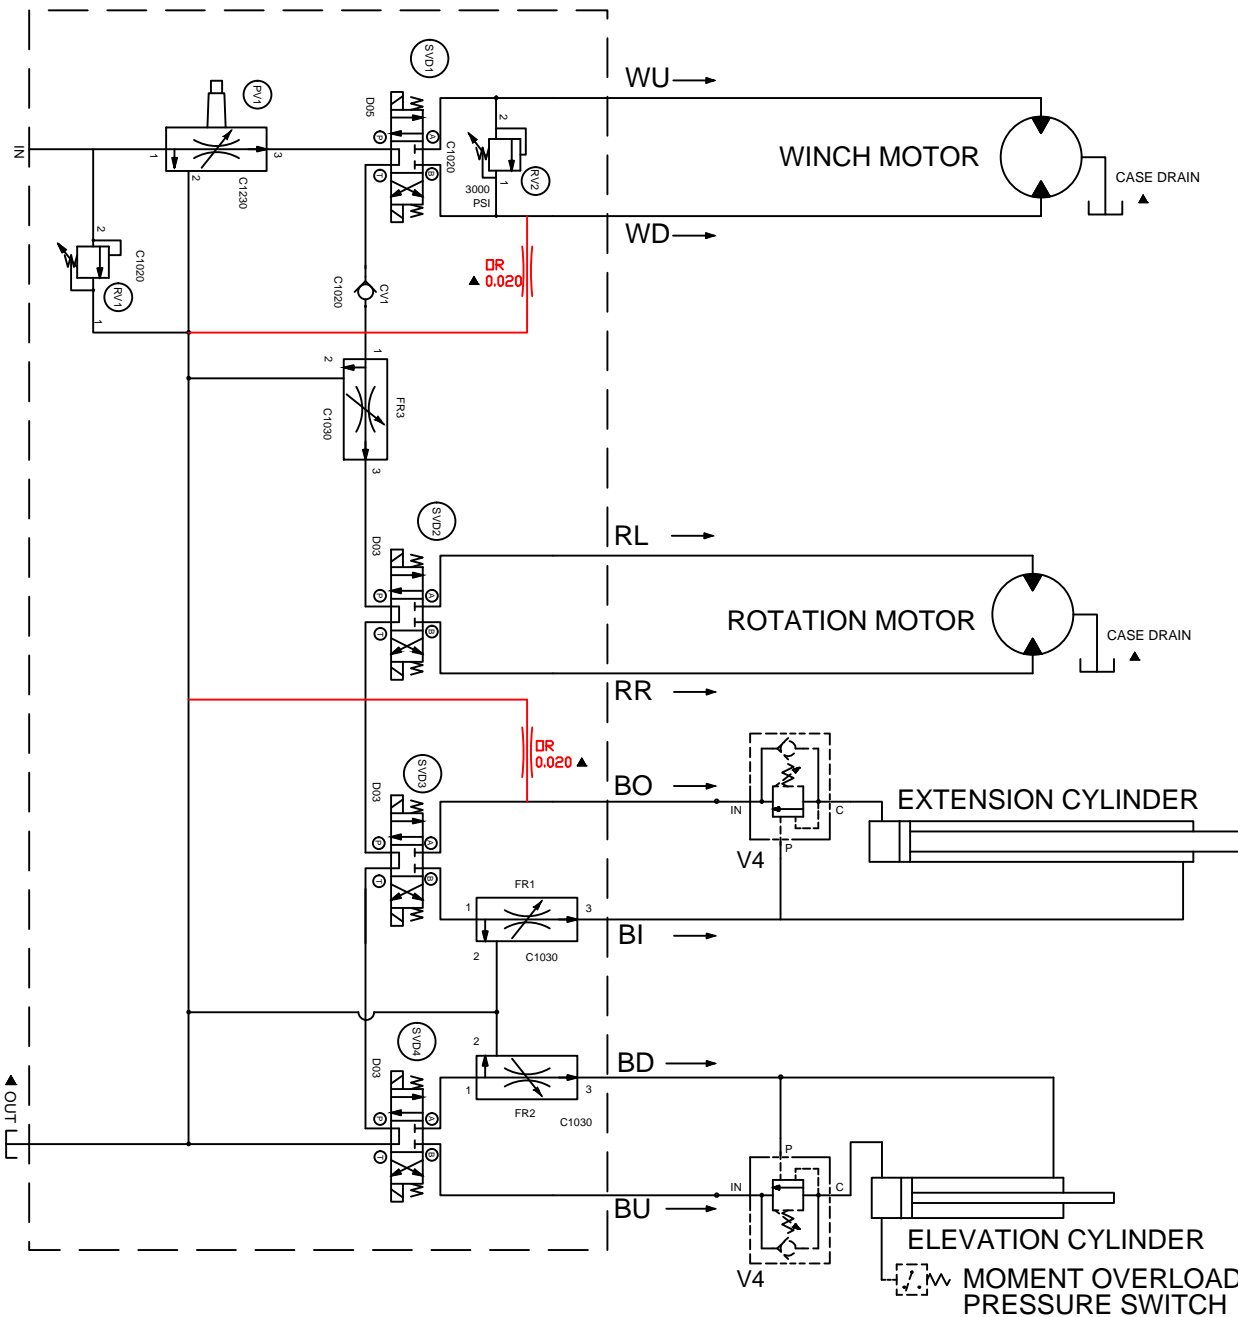 WU
SVD1
PV1
D05
P
A
C1020
2
WINCH MOTOR
CASE DRAIN
IN
1
3
2
C1230
T
B
3000
PSI
1
RV2
WD
2
C1020
RV1
1
OR
0.020
C1020
CV1
1
2
FR3
C1030
3
SVD2
RL
D03
P
A
T
B
ROTATION MOTOR
CASE DRAIN
RR
OR
0.020
SVD3
D03
P
A
T
B
BO
IN
C
P
V4
EXTENSION CYLINDER
FR1
1
3
2
C1030
BI
SVD4
D03
P
A
T
B
2
1
3
FR2
C1030
BD
OUT
P
IN
C
BU
V4
ELEVATION CYLINDER
MOMENT OVERLOAD
PRESSURE SWITCH